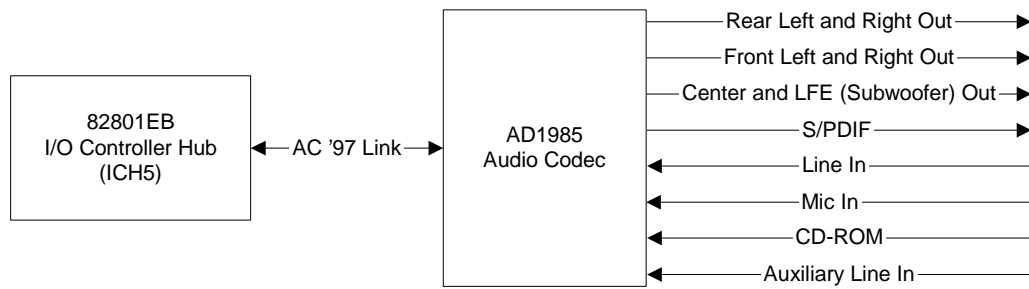 82801EB
I/O Controller Hub
(ICH5)
AC '97 Link
AD1985
Audio Codec
Rear Left and Right Out
Front Left and Right Out
Center and LFE (Subwoofer) Out
S/PDIF
Line In
Mic In
CD-ROM
Auxiliary Line In